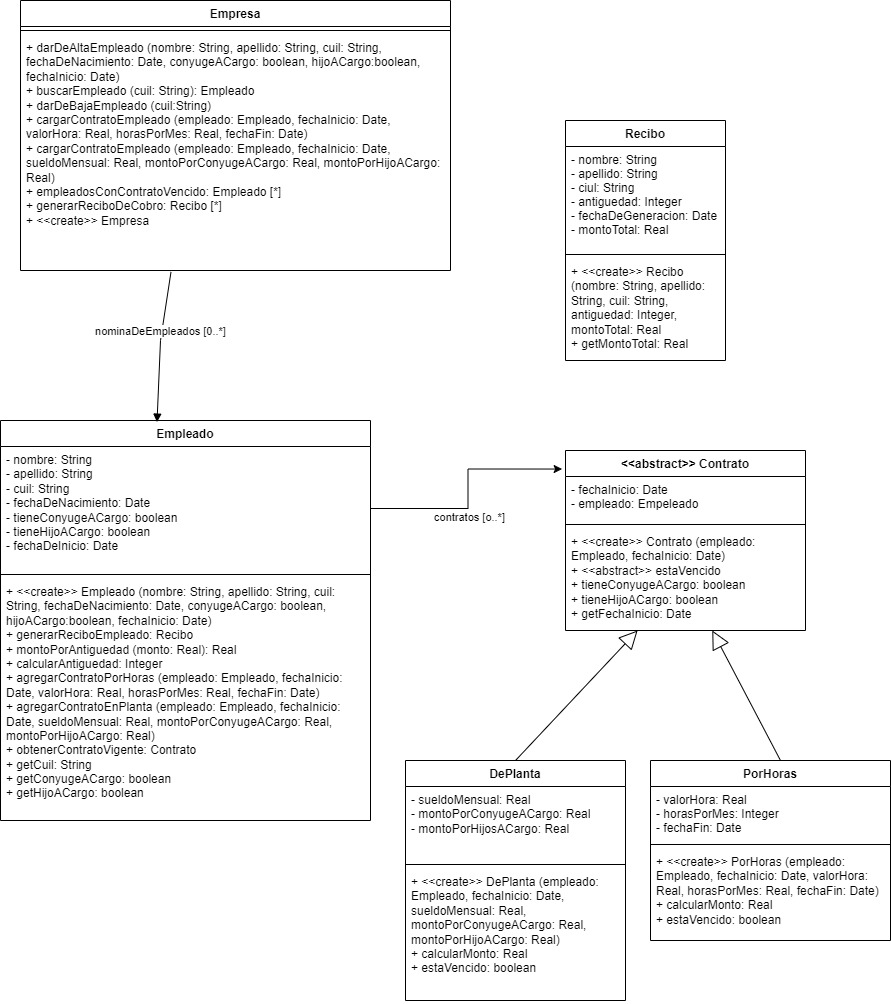 Empresa
+ darDeAltaEmpleado (nombre: String, apellido: String, cuil: String,
fechaDeNacimiento: Date, conyugeACargo: boolean, hijoACargo:boolean,
fechaInicio: Date)
+ buscarEmpleado (cuil: String): Empleado
+ darDeBajaEmpleado (cuil:String)
+ cargarContratoEmpleado (empleado: Empleado, fechaInicio: Date,
valorHora: Real, horasPorMes: Real, fechaFin: Date)
+ cargarContratoEmpleado (empleado: Empleado, fechaInicio: Date,
sueldoMensual: Real, montoPorConyugeACargo: Real, montoPorHijoACargo:
Real)
+ empleadosConContratoVencido: Empleado [*]
+ generarReciboDeCobro: Recibo [*]
+ <<create>> Empresa
Recibo
- nombre: String
- apellido: String
- ciul: String
- antiguedad: Integer
- fechaDeGeneracion: Date
- montoTotal: Real
+ <<create>> Recibo
(nombre: String, apellido:
String, cuil: String,
antiguedad: Integer,
montoTotal: Real
+ getMontoTotal: Real
nominaDeEmpleados [0..*]
Empleado
- nombre: String
- apellido: String
- cuil: String
- fechaDeNacimiento: Date
- tieneConyugeACargo: boolean
- tieneHijoACargo: boolean
- fechaDeInicio: Date
+ <<create>> Empleado (nombre: String, apellido: String, cuil:
String, fechaDeNacimiento: Date, conyugeACargo: boolean,
hijoACargo:boolean, fechaInicio: Date)
+ generarReciboEmpleado: Recibo
+ montoPorAntiguedad (monto: Real): Real
+ calcularAntiguedad: Integer
+ agregarContratoPorHoras (empleado: Empleado, fechaInicio:
Date, valorHora: Real, horasPorMes: Real, fechaFin: Date)
+ agregarContratoEnPlanta (empleado: Empleado, fechaInicio:
Date, sueldoMensual: Real, montoPorConyugeACargo: Real,
montoPorHijoACargo: Real)
+ obtenerContratoVigente: Contrato
+ getCuil: String
+ getConyugeACargo: boolean
+ getHijoACargo: boolean
contratos [o..*]
<<abstract>> Contrato
- fechaInicio: Date
- empleado: Empeleado
+ <<create>> Contrato (empleado:
Empleado, fechaInicio: Date)
+ <<abstract>> estaVencido
+ tieneConyugeACargo: boolean
+ tieneHijoACargo: boolean
+ getFechaInicio: Date
DePlanta
- sueldoMensual: Real
- montoPorConyugeACargo: Real
- montoPorHijosACargo: Real
+ <<create>> DePlanta (empleado:
Empleado, fechaInicio: Date,
sueldoMensual: Real,
montoPorConyugeACargo: Real,
montoPorHijoACargo: Real)
+ calcularMonto: Real
+ estaVencido: boolean
PorHoras
- valorHora: Real
- horasPorMes: Integer
- fechaFin: Date
+ <<create>> PorHoras (empleado:
Empleado, fechaInicio: Date, valorHora:
Real, horasPorMes: Real, fechaFin: Date)
+ calcularMonto: Real
+ estaVencido: boolean